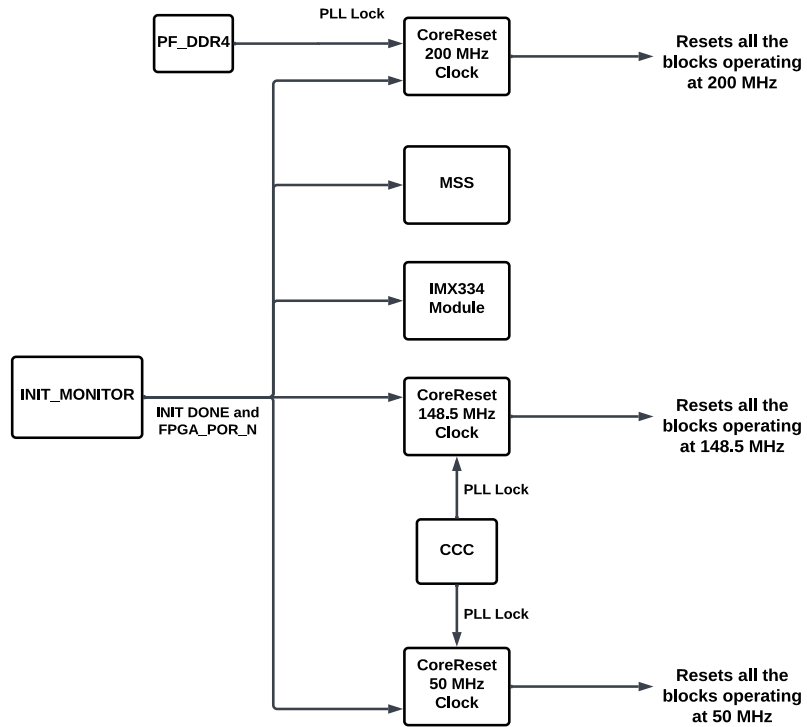 PLL Lock
PF_DDR4
CoreReset
200 MHz
Clock
Resets all the
blocks operating
at 200 MHz
MSS
IMX334
Module
INIT_MONITOR
INIT DONE and
FPGA_POR_N
CoreReset
148.5 MHz
Clock
Resets all the
blocks operating
at 148.5 MHz
PLL Lock
CCC
PLL Lock
CoreReset
50 MHz
Clock
Resets all the
blocks operating
at 50 MHz